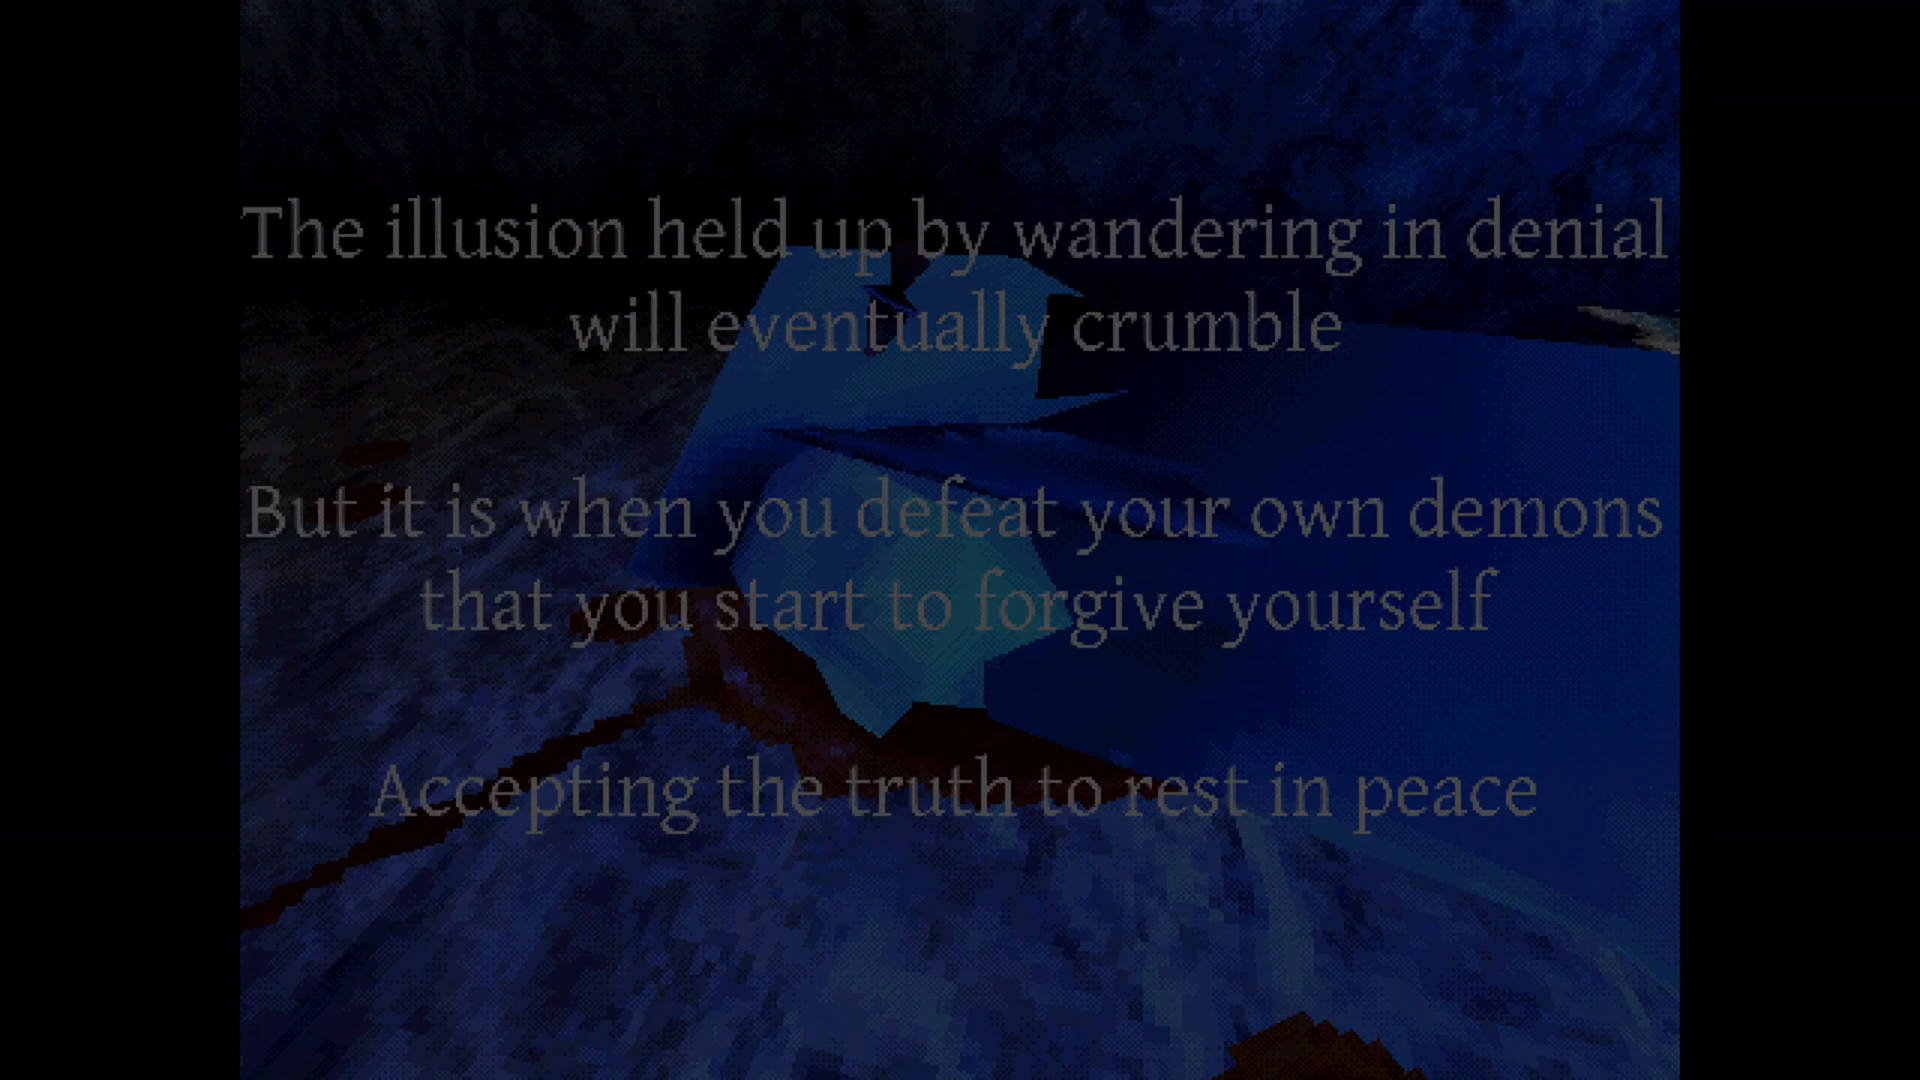 The illusion held up by wandering in denial
will eventually crumble
But it is when you defeat your own demons
that you start to forgive yourself
Accepting the truth to rest in peace